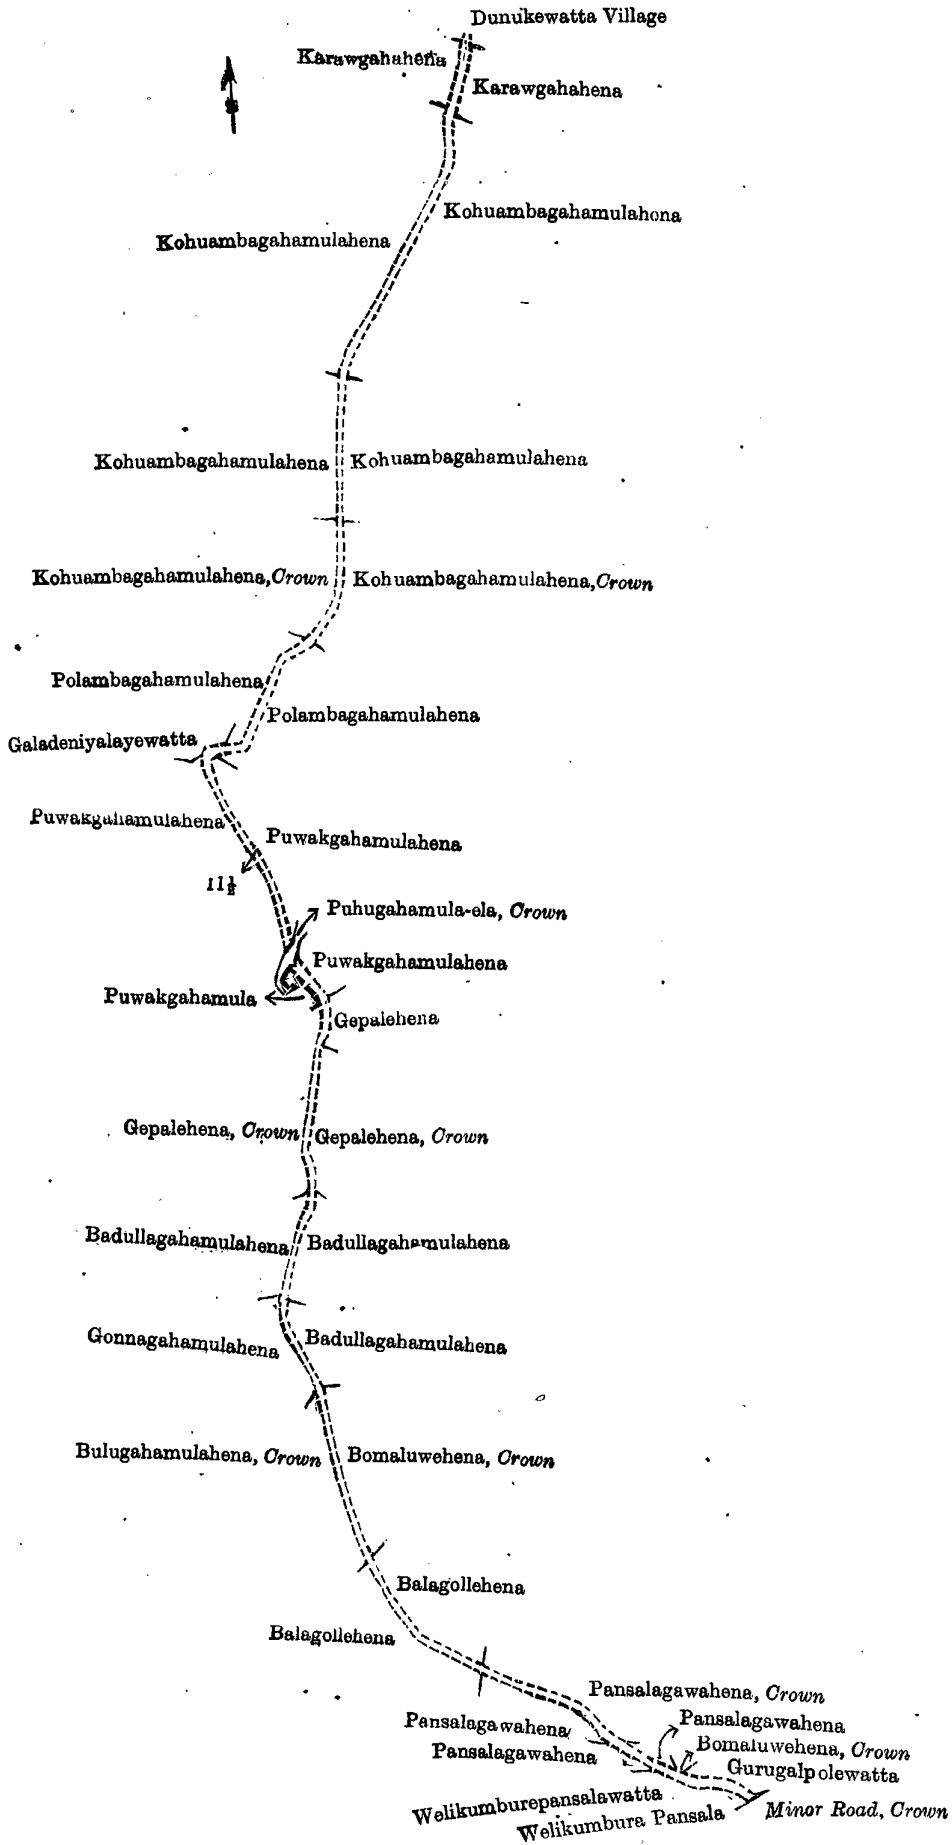 Dunukewatta Village
Karawgahahena
Karawgahahena
Kohuambagahamulahena
Kohuambagahamulahena
Kohuambagahamulahena
Kohuambagahamulahena
Kohuambagahamulahena, Crown
Kohuambagahamulahena, Crown
Polambagahamulahena
Polambagahamulahena
Galadeniyalayewatta
Puwakgahamulahena
Puwakgahamulahena
11½
Puhugahamula-ela, Crown
Puwakgahamulahena
Puwakgahamula
Gepalehena
Gepalehena, Crown
Gepalehena, Crown
Badullagahamulahena
Badullagahamulahena
Gonnagahamulahena
Badullagahamulahena
Bulugahamulahena, Crown
Bomaluwehena, Crown
Balagollehena
Balagollehena
Pansalagawahena, Crown
Pansalagawahena
Pansalagawahena
Bomaluwehena, Crown
Pansalagawahena
Gurugalpolewatta
Welikumburepansalawatta
Welikumbura Pansala
Minor Road, Crown